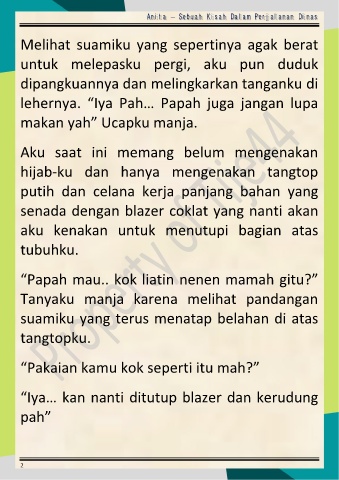 Anita – Sebuah Kisah Dalam Perjalanan Dinas
Melihat suamiku yang sepertinya agak berat
untuk melepasku pergi, aku pun duduk
dipangkuannya dan melingkarkan tanganku di
lehernya. “Iya Pah… Papah juga jangan lupa
makan yah” Ucapku manja.
Aku saat ini memang belum mengenakan
hijab-ku dan hanya mengenakan tangtop
putih dan celana kerja panjang bahan yang
senada dengan blazer coklat yang nanti akan
aku kenakan untuk menutupi bagian atas
tubuhku.
“Papah mau.. kok liatin nenen mamah gitu?”
Tanyaku manja karena melihat pandangan
suamiku yang terus menatap belahan di atas
tangtopku.
“Pakaian kamu kok seperti itu mah?”
“Iya… kan nanti ditutup blazer dan kerudung
pah”
2